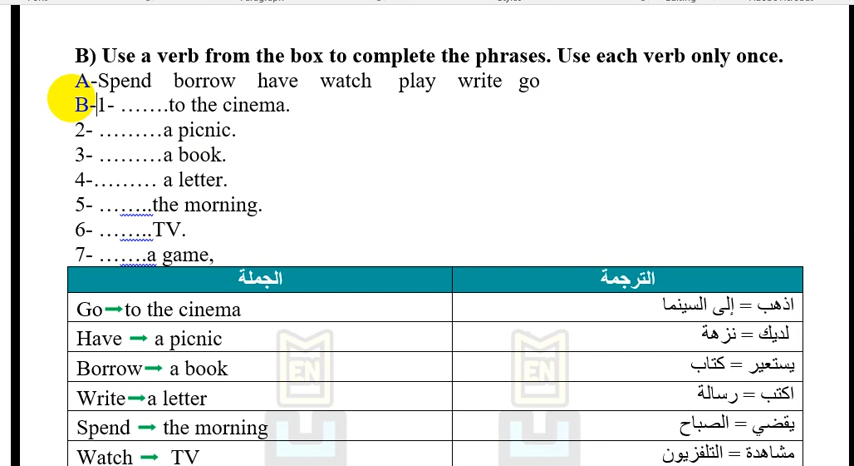 B) Use a verb from the box to complete the phrases. Use each verb only once.
A-Spend borrow have watch play write go
B-1- …….to the cinema.
2- ………a picnic.
3- ………a book.
4-……… a letter.
5- ……..the morning.
6- ……..TV.
7- …….a game,
الجملة الترجمة
Go→to the cinema اذهب = إلى السينما
Have → a picnic لديك = نزهة
Borrow→ a book يستعير = كتاب
Write→a letter اكتب = رسالة
Spend → the morning يقضي = الصباح
Watch → TV مشاهدة = التلفزيون
EN
EN